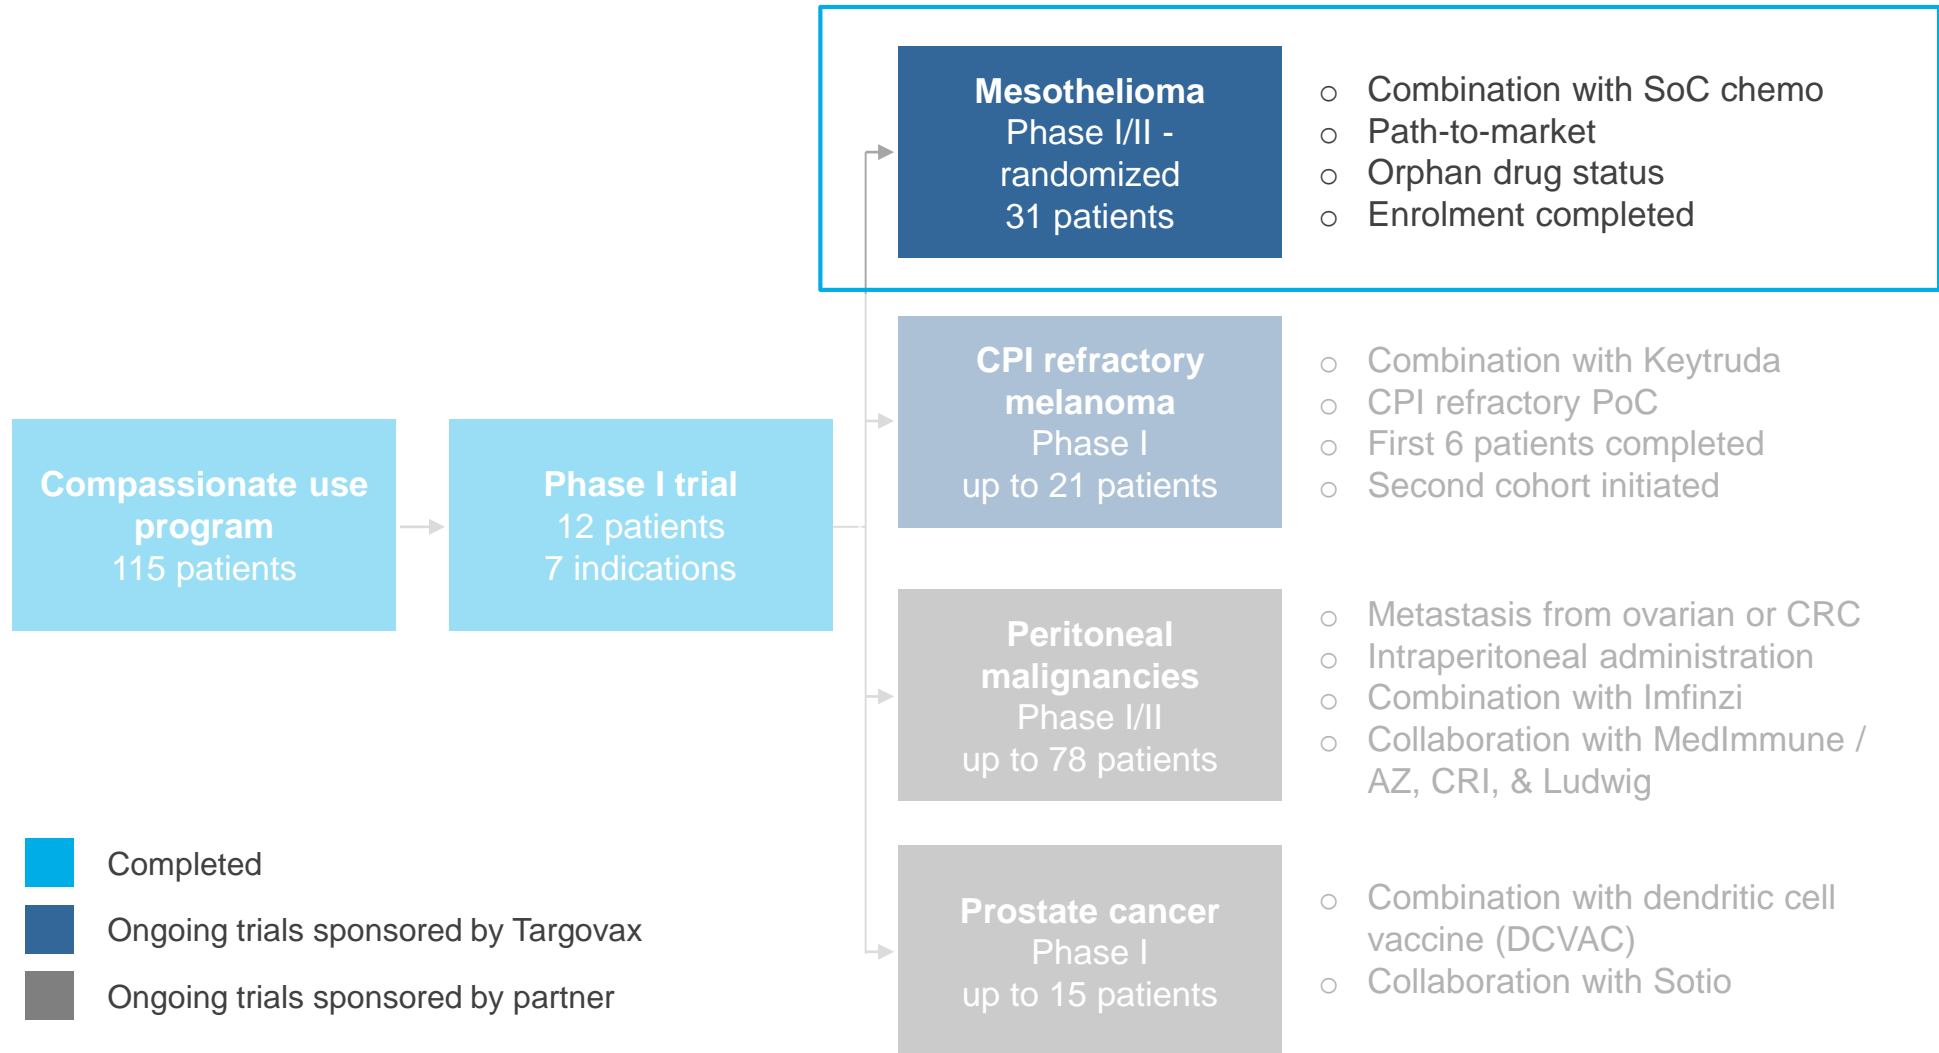 Mesothelioma
Phase I/II -
randomized
31 patients
○ Combination with SoC chemo
○ Path-to-market
○ Orphan drug status
○ Enrolment completed
CPI refractory
melanoma
Phase I
up to 21 patients
○ Combination with Keytruda
○ CPI refractory PoC
○ First 6 patients completed
○ Second cohort initiated
Compassionate use
program
115 patients
Phase I trial
12 patients
7 indications
Peritoneal
malignancies
Phase I/II
up to 78 patients
○ Metastasis from ovarian or CRC
○ Intraperitoneal administration
○ Combination with Imfinzi
○ Collaboration with MedImmune /
AZ, CRI, & Ludwig
Prostate cancer
Phase I
up to 15 patients
○ Combination with dendritic cell
vaccine (DCVAC)
○ Collaboration with Sotio
Completed
Ongoing trials sponsored by Targovax
Ongoing trials sponsored by partner